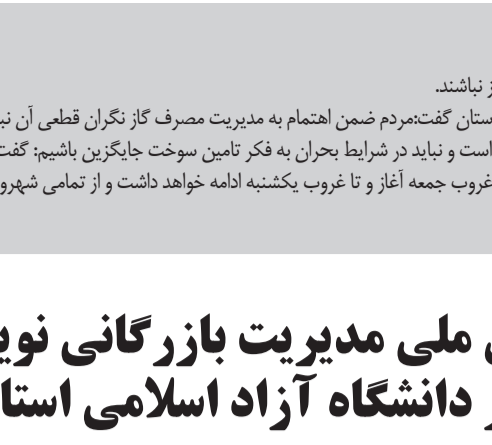 ز نباشند.
ستان گفت:مردم ضمن اهتمام به مدیریت مصرف گاز نگران قطعی آن نب
است و نباید در شرایط بحران به فکر تامین سوخت جایگزین باشیم: گفت
غروب جمعه آغاز و تا غروب یکشنبه ادامه خواهد داشت و از تمامی شهرو
ملی مدیریت بازرگانی نوی
دانشگاه آزاد اسلامی استا